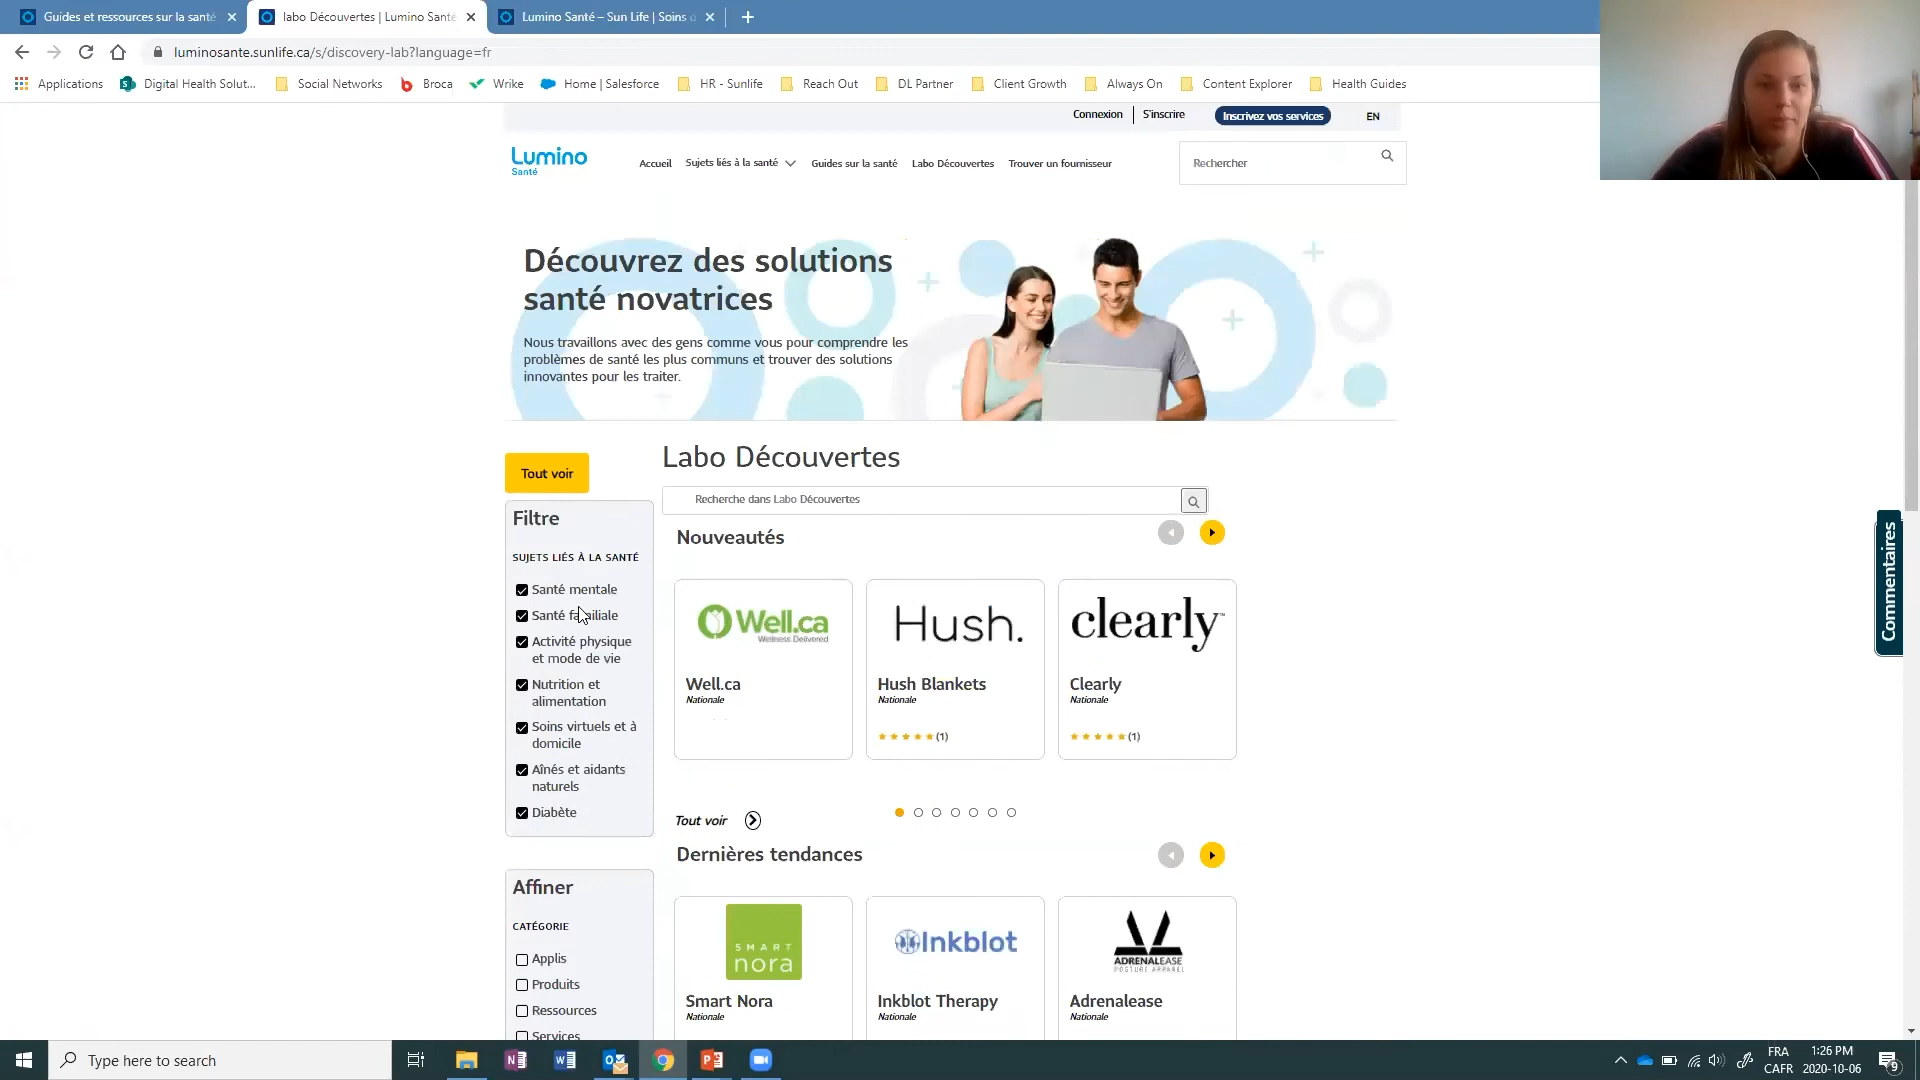 Guides et ressources sur la santé
labo Découvertes | Lumino Santé
Lumino Santé – Sun Life | Soins d
luminosante.sunlife.ca/s/discovery-lab?language=fr
Applications
Digital Health Solut...
Social Networks
Broca
Wrike
Home | Salesforce
HR - Sunlife
Reach Out
DL Partner
Client Growth
Always On
Content Explorer
Health Guides
Connexion
S'inscrire
Inscrivez vos services
EN
Lumino
Santé
Accueil
Sujets liés à la santé
Guides sur la santé
Labo Découvertes
Trouver un fournisseur
Rechercher
Découvrez des solutions
santé novatrices
Nous travaillons avec des gens comme vous pour comprendre les
problèmes de santé les plus communs et trouver des solutions
innovantes pour les traiter.
Tout voir
Labo Découvertes
Recherche dans Labo Découvertes
Filtre
SUJETS LIÉS À LA SANTÉ
Santé mentale
Santé familiale
Activité physique
et mode de vie
Nutrition et
alimentation
Soins virtuels et à
domicile
Aînés et aidants
naturels
Diabète
Nouveautés
Well.ca
Wellness Delivered
Well.ca
Nationale
Hush.
Hush Blankets
Nationale
(1)
clearly™
Clearly
Nationale
(1)
Tout voir
Dernières tendances
Affiner
CATÉGORIE
Applis
Produits
Ressources
Services
SMART
nora
Smart Nora
Nationale
Inkblot
Inkblot Therapy
Nationale
ADRENALEASE
POSTURE APPAREL
Adrenalease
Nationale
Commentaires
Type here to search
FRA
CAFR
1:26 PM
2020-10-06
9